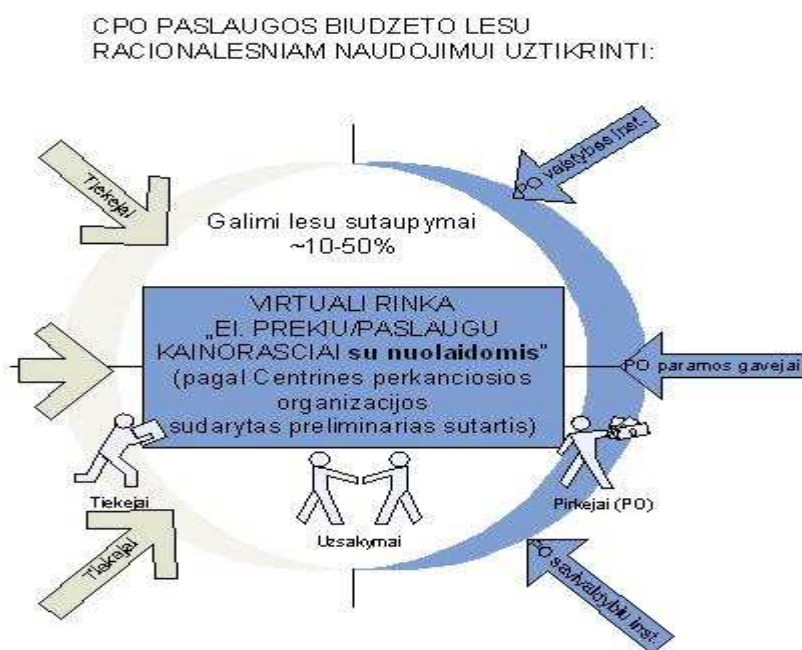 CPO PASLAUGOS BIUDZETO LESU
RACIONALESNIAM NAUDOJIMUI UZTIKRINTI:
Tiekejai
PO valstybes inst.
Galimi lesu sutaupymai
~10-50%
VIRTUALI RINKA
„El. PREKIU/PASLAUGU
KAINORASCIAI su nuolaidomis"
(pagal Centrines perkanciosios
organizacijos
sudarytas preliminarias sutartis)
PO paramos gavejai
Tiekejai
Uzsakymai
Pirkejai (PO)
Tiekejai
PO savivaldybiu inst.